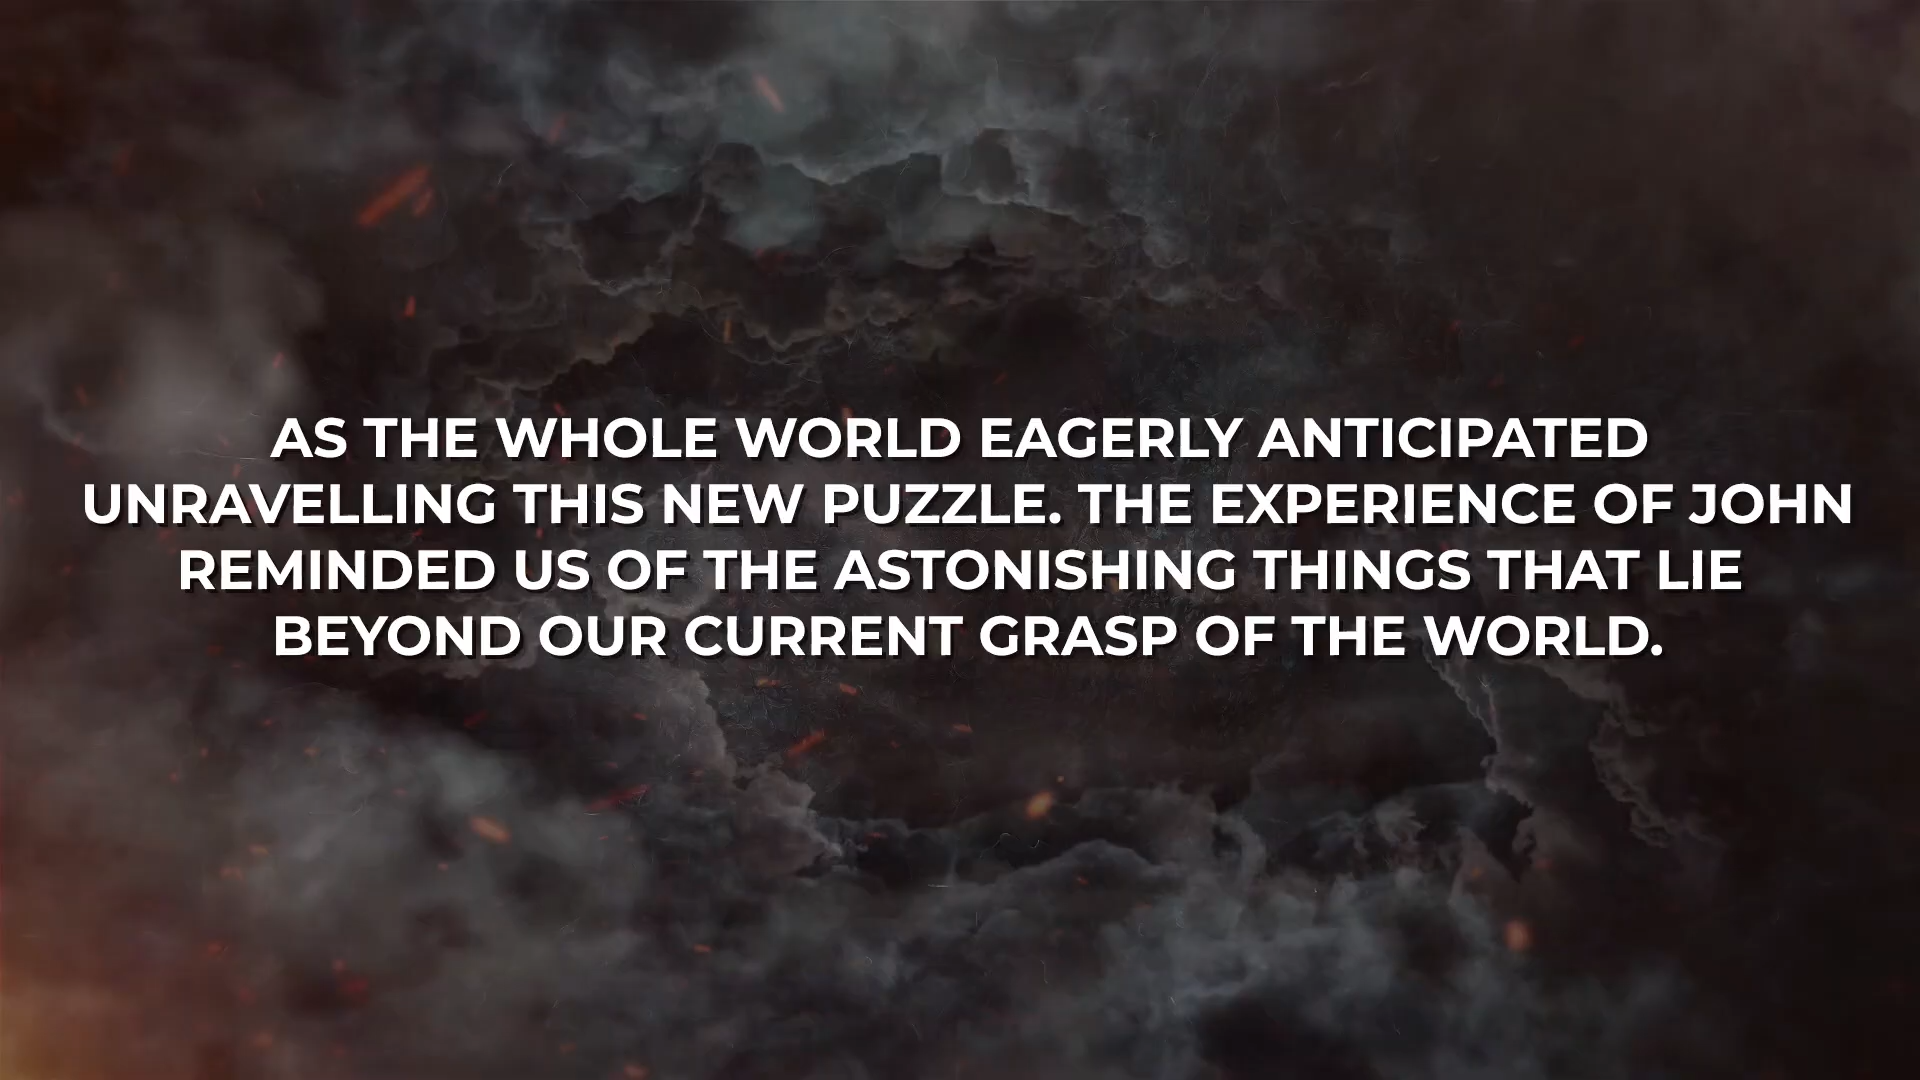 AS THE WHOLE WORLD EAGERLY ANTICIPATED
UNRAVELLING THIS NEW PUZZLE. THE EXPERIENCE OF JOHN
REMINDED US OF THE ASTONISHING THINGS THAT LIE
BEYOND OUR CURRENT GRASP OF THE WORLD.